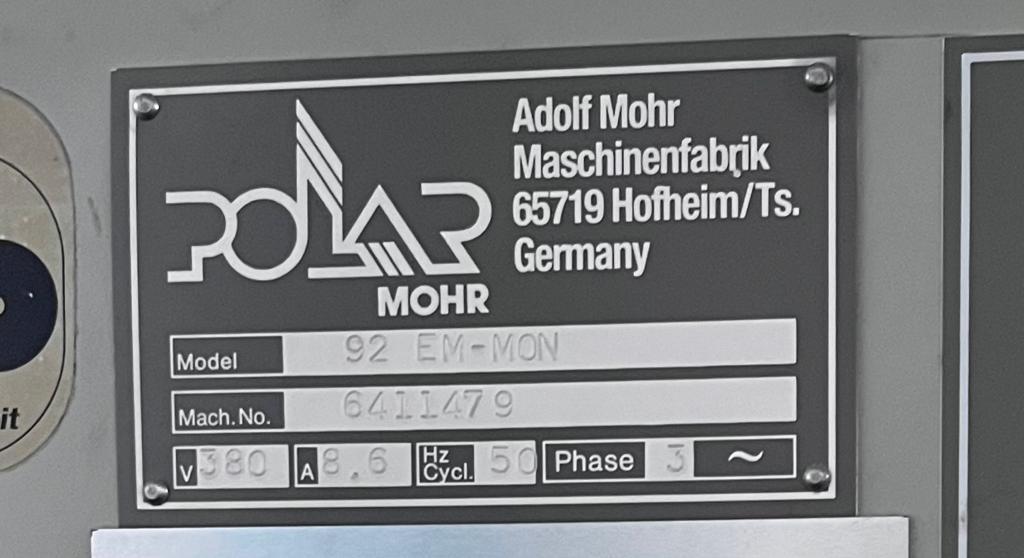 POLAR
MOHR
Adolf Mohr
Maschinenfabrik
65719 Hofheim/Ts.
Germany
Model 92 EM-MON
Mach. No. 6411479
V 380 A 8.6 Hz Cycl. 50 Phase 3 ~
it